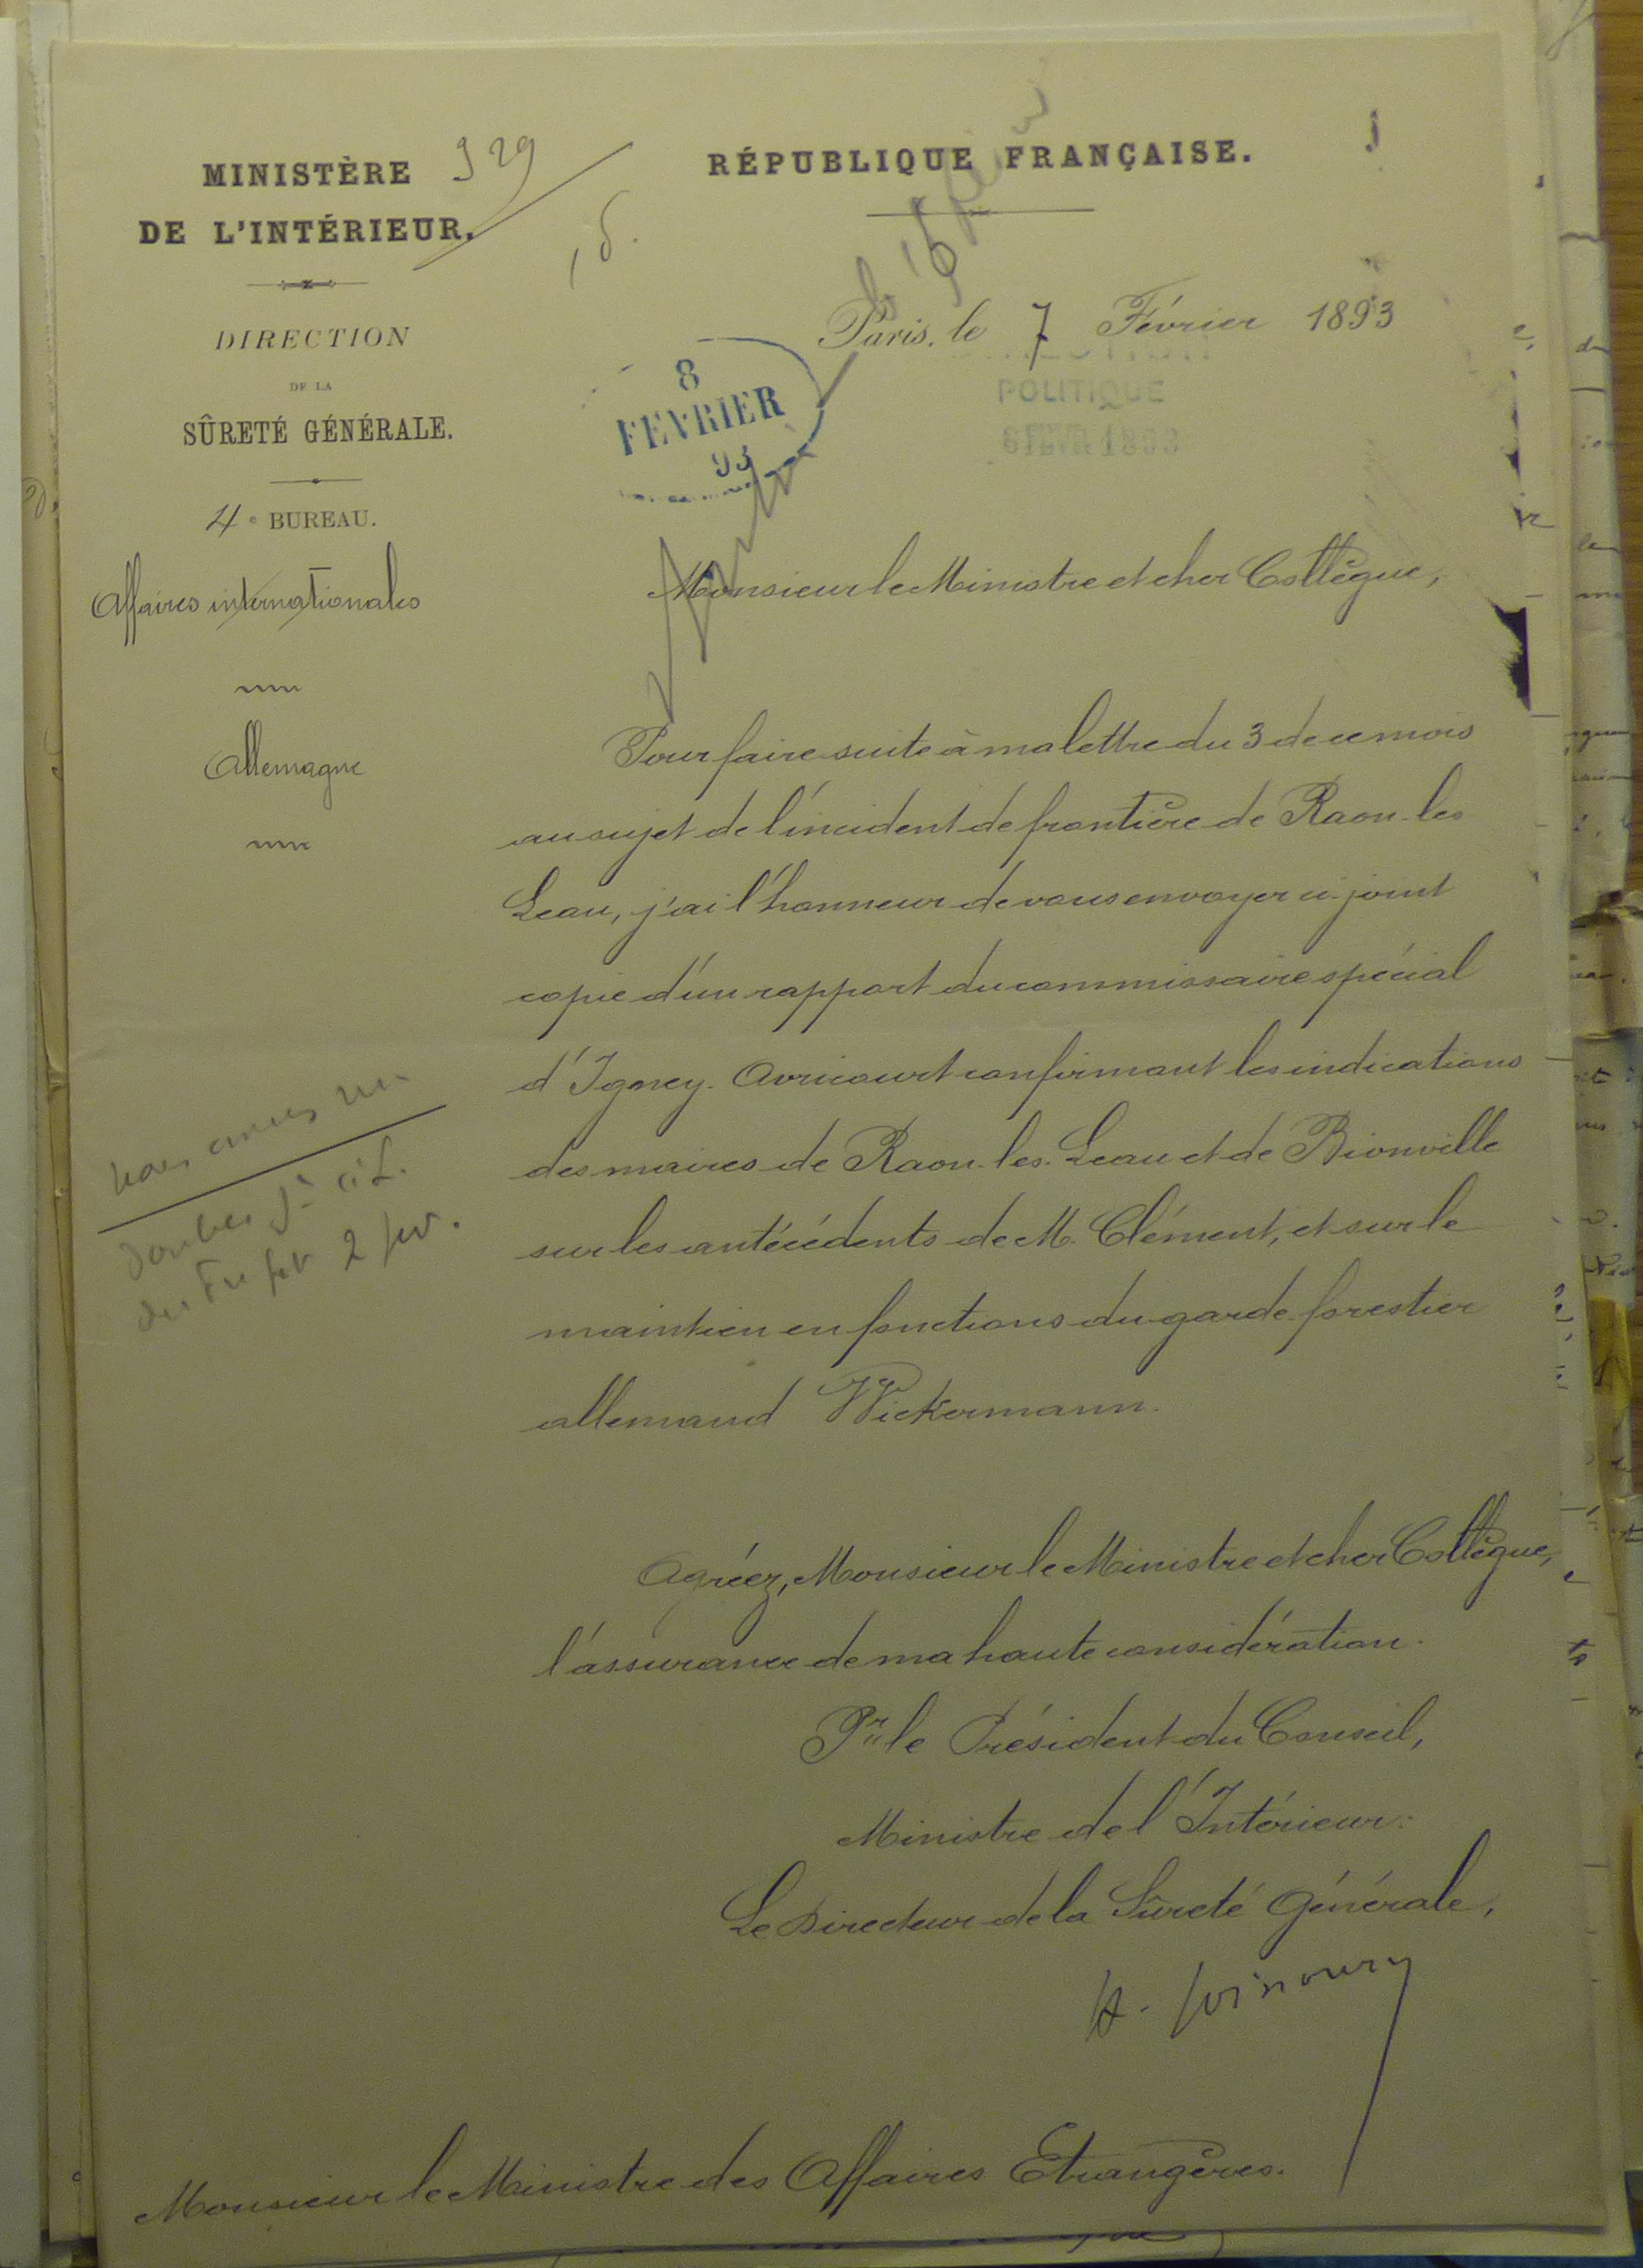 MINISTÈRE
DE L'INTÉRIEUR.
929
15.
DIRECTION
DE LA
SÛRETÉ GÉNÉRALE.
4e BUREAU.
Affaires internationales
Allemagne
RÉPUBLIQUE FRANÇAISE.
Paris, le 7 Février 1893
8
FEVRIER
93
POLITIQUE
Monsieur le Ministre et cher Collègue,
Pour faire suite à ma lettre du 3 de ce mois
au sujet de l'incident de frontière de Raon-les-
Leau, j'ai l'honneur de vous envoyer ci-joint
copie d'un rapport du commissaire spécial
d'Igney-Avricourt confirmant les indications
des maires de Raon-les-Leau et de Bionville
sur les antécédents de M. Clément, et sur le
maintien en fonctions du garde-forestier
allemand Wickermann.
2 fév.
Agréez, Monsieur le Ministre et cher Collègue,
l'assurance de ma haute considération.
Pr le Président du Conseil,
Ministre de l'Intérieur:
Le Directeur de la Sûreté Générale,
Monsieur le Ministre des Affaires Etrangères.